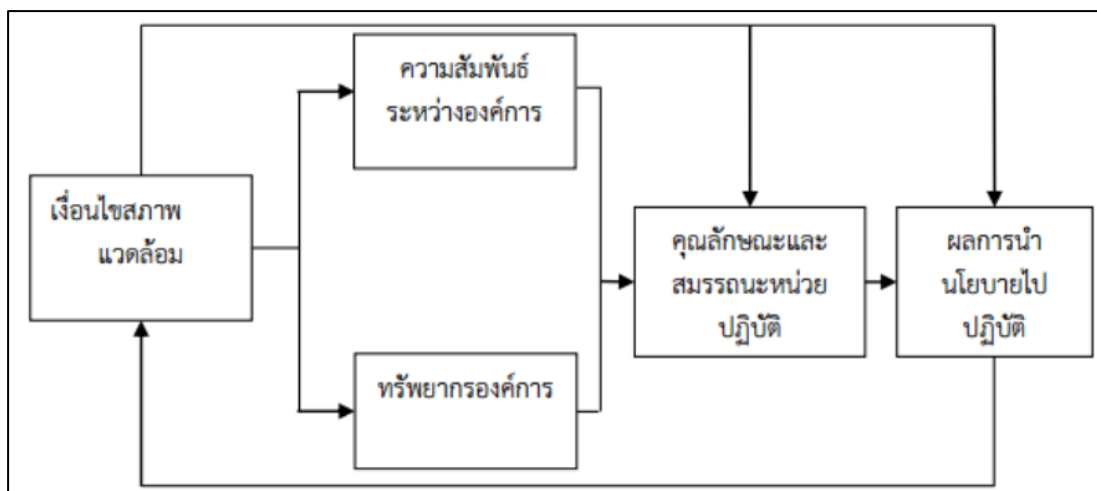 ความสัมพันธ์
ระหว่างองค์การ
เงื่อนไขสภาพ
แวดล้อม
คุณลักษณะและ
สมรรถนะหน่วย
ปฏิบัติ
ผลการนำ
นโยบายไป
ปฏิบัติ
ทรัพยากรองค์การ